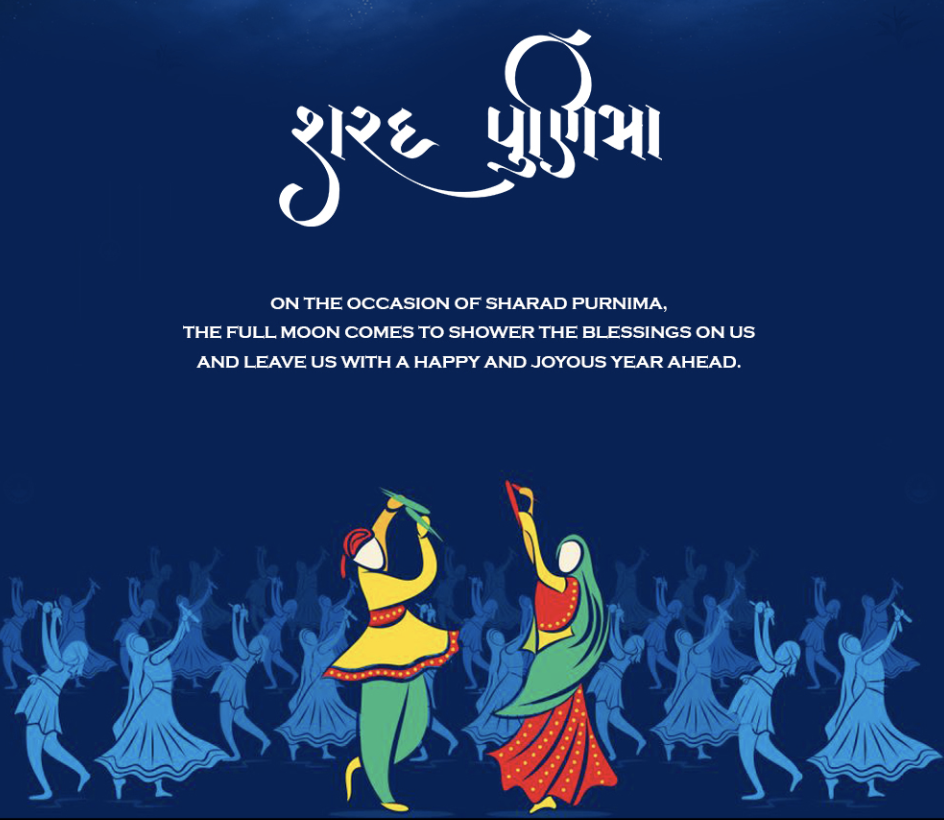 શરદ પુર્ણિમા
ON THE OCCASION OF SHARAD PURNIMA,
THE FULL MOON COMES TO SHOWER THE BLESSINGS ON US
AND LEAVE US WITH A HAPPY AND JOYOUS YEAR AHEAD.